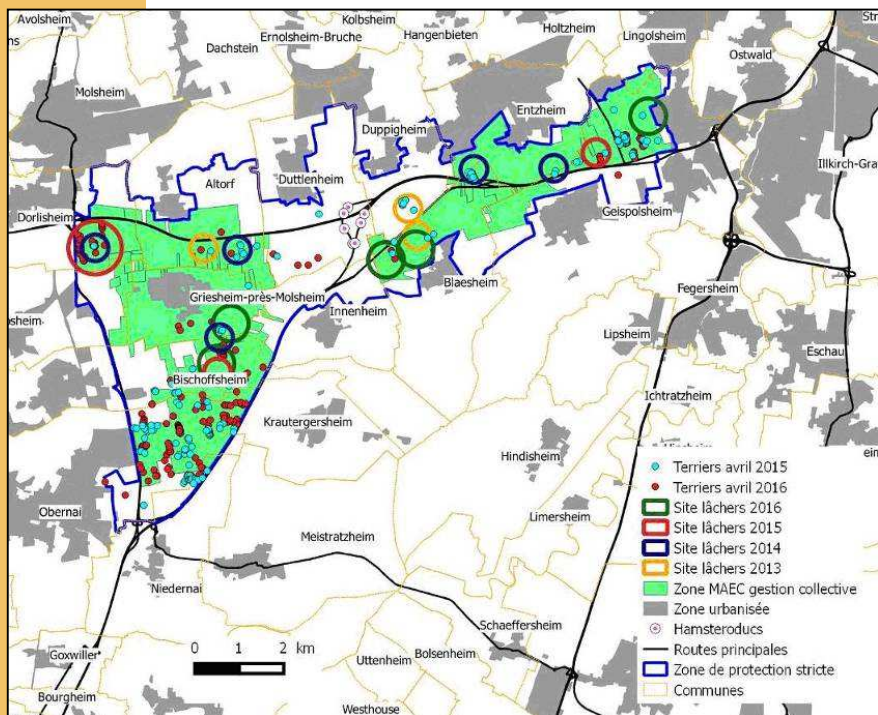 Avolsheim
Kolbsheim
Ernolsheim-Bruche
Hangenbieten
Holtzheim
Lingolsheim
Dachstein
Ostwald
Molsheim
Entzheim
Duppigheim
Altorf
Duttlenheim
Illkirch-Gra
Dorlisheim
Geispolsheim
Blaesheim
Griesheim-près-Molsheim
Innenheim
Fegersheim
Lipsheim
Eschau
Bischoffsheim
Ichtratzheim
Krautergersheim
Hindisheim
Obernai
Limersheim
Meistratzheim
Niedernai
Schaeffersheim
Goxwiller
Bolsenheim
Uttenheim
Bourgheim
Westhouse
0 1 2 km
Terriers avril 2015
Terriers avril 2016
Site lâchers 2016
Site lâchers 2015
Site lâchers 2014
Site lâchers 2013
Zone MAEC gestion collective
Zone urbanisée
Hamsteroducs
Routes principales
Zone de protection stricte
Communes